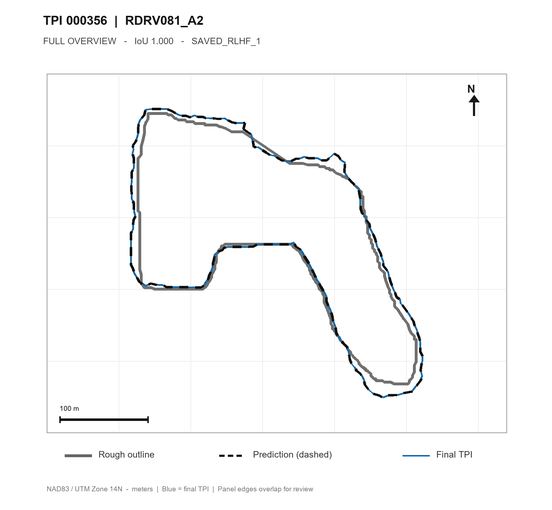 TPI 000356 | RDRV081_A2
FULL OVERVIEW - IoU 1.000 - SAVED_RLHF_1
N
100 m
Rough outline Prediction (dashed) Final TPI
NAD83 / UTM Zone 14N - meters | Blue = final TPI | Panel edges overlap for review